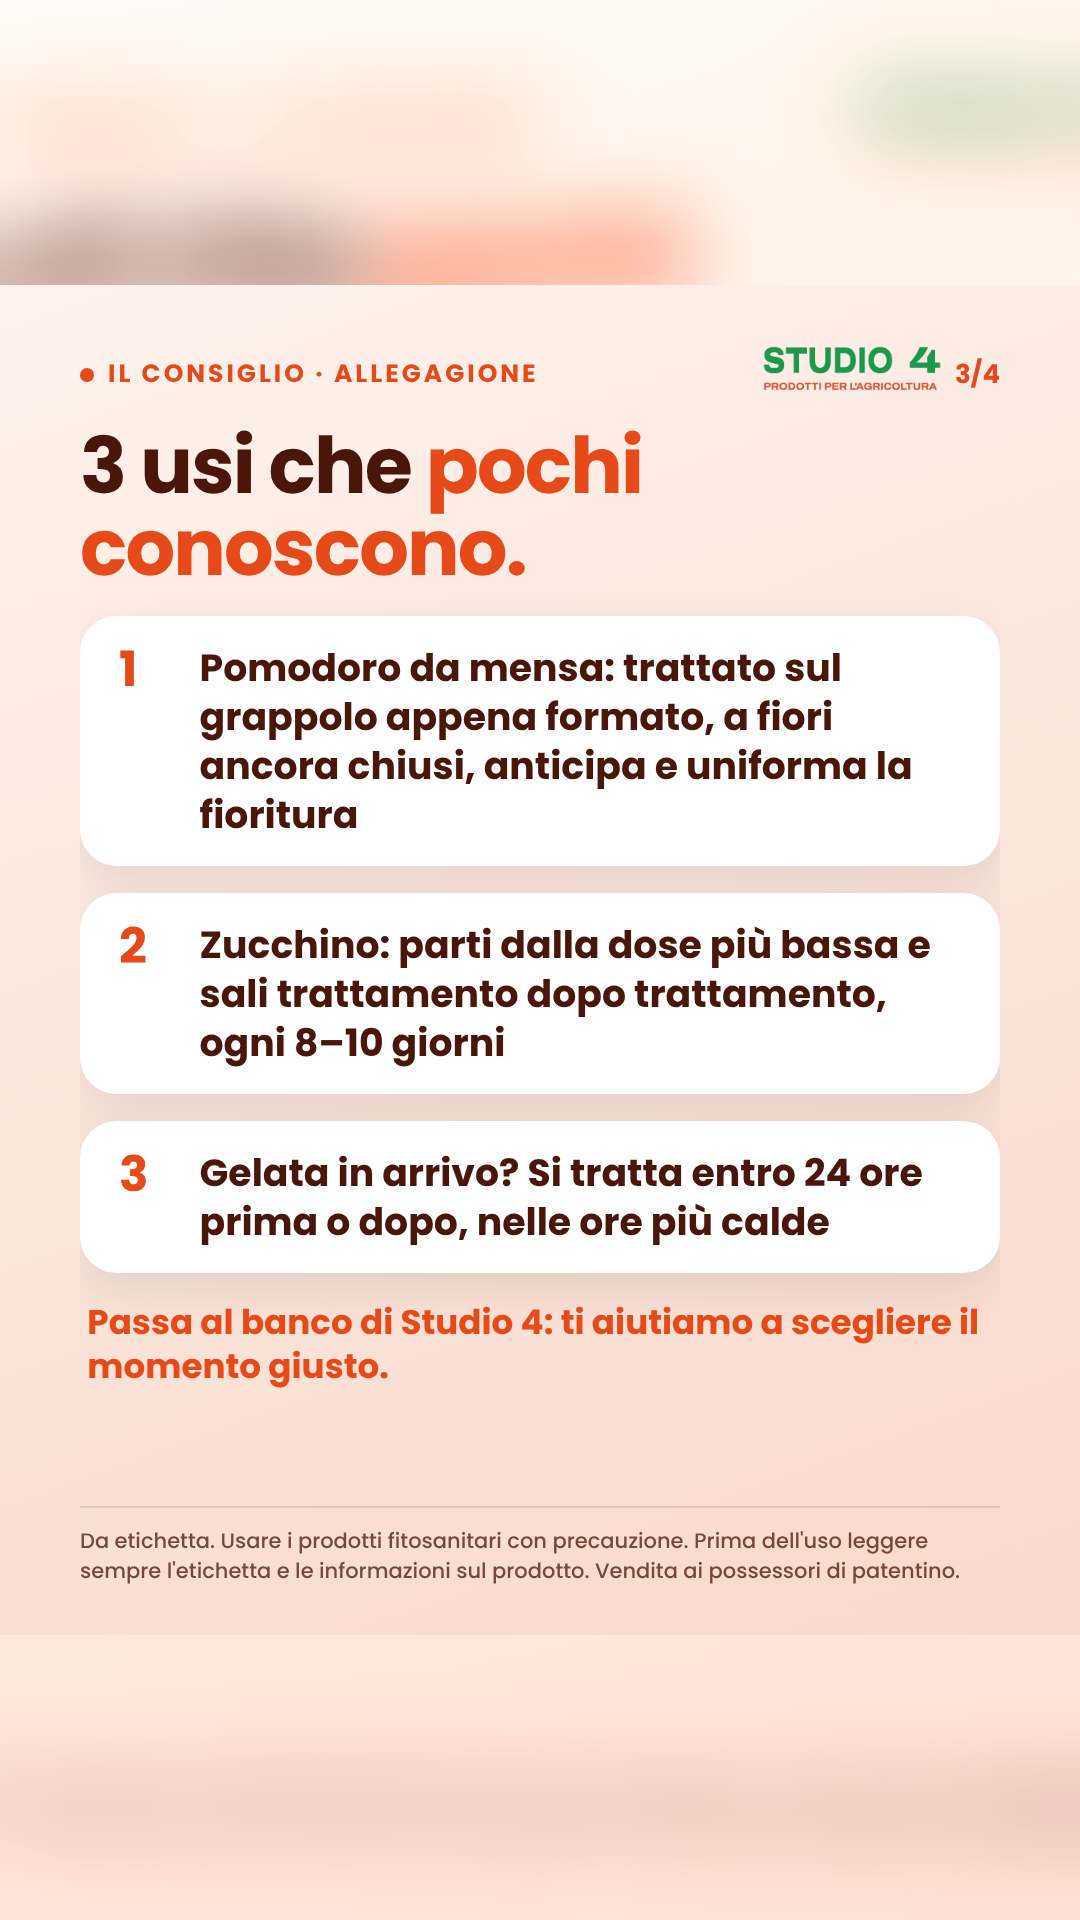 IL CONSIGLIO · ALLEGAGIONE
STUDIO 4
PRODOTTI PER L'AGRICOLTURA
3/4
3 usi che pochi
conoscono.
1
Pomodoro da mensa: trattato sul
grappolo appena formato, a fiori
ancora chiusi, anticipa e uniforma la
fioritura
2
Zucchino: parti dalla dose più bassa e
sali trattamento dopo trattamento,
ogni 8–10 giorni
3
Gelata in arrivo? Si tratta entro 24 ore
prima o dopo, nelle ore più calde
Passa al banco di Studio 4: ti aiutiamo a scegliere il
momento giusto.
Da etichetta. Usare i prodotti fitosanitari con precauzione. Prima dell'uso leggere
sempre l'etichetta e le informazioni sul prodotto. Vendita ai possessori di patentino.